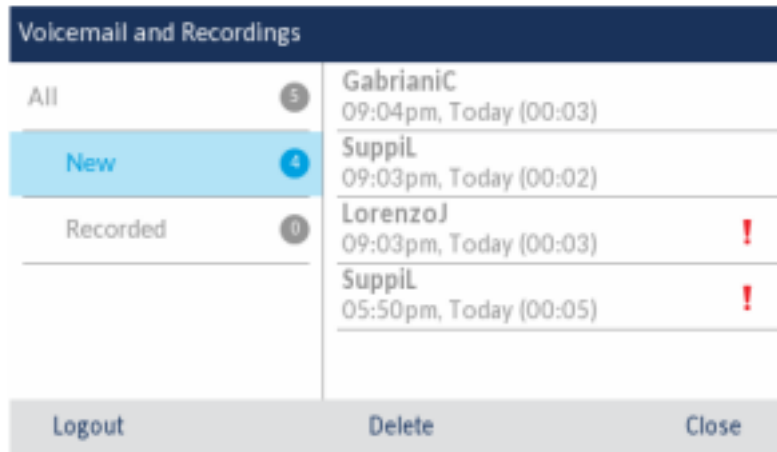 Voicemail and Recordings
All 5
New 4
Recorded 0
GabrianiC
09:04pm, Today (00:03)
SuppiL
09:03pm, Today (00:02)
LorenzoJ
09:03pm, Today (00:03) !
SuppiL
05:50pm, Today (00:05) !
Logout Delete Close